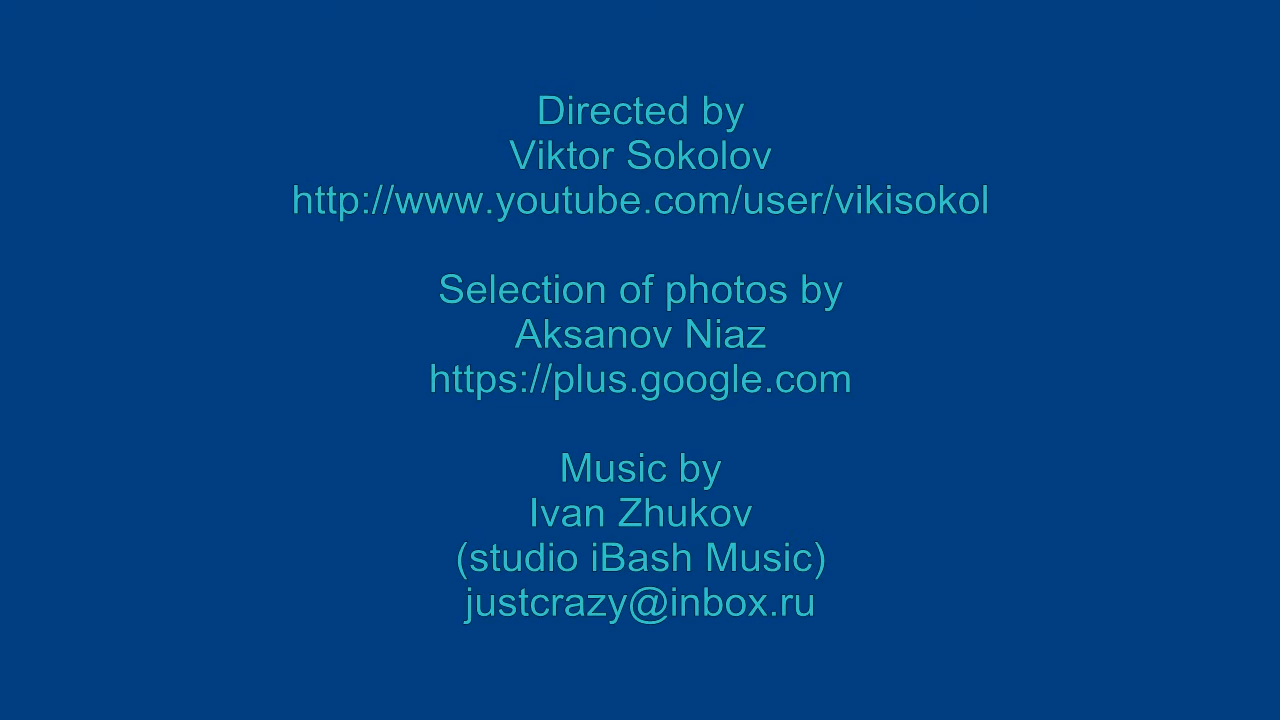 Directed by
Viktor Sokolov
http://www.youtube.com/user/vikisokol
Selection of photos by
Aksanov Niaz
https://plus.google.com
Music by
Ivan Zhukov
(studio iBash Music)
justcrazy@inbox.ru